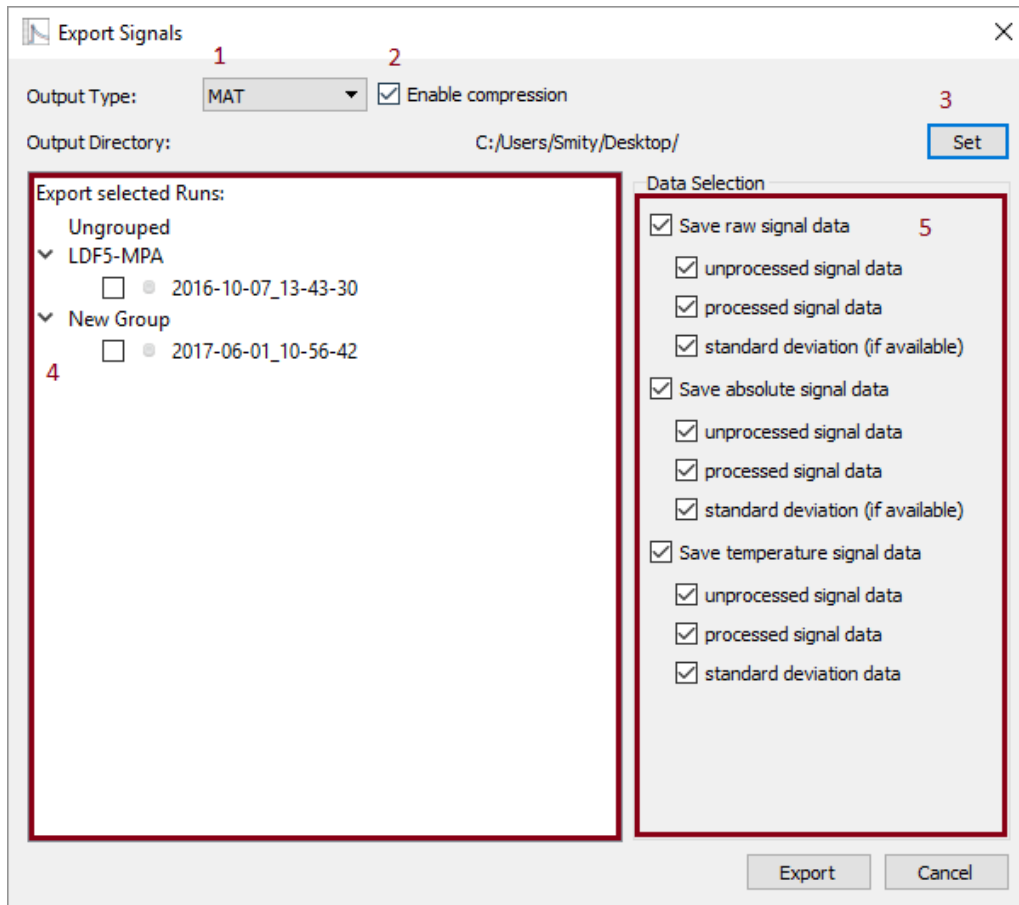 Export Signals
1 2
Output Type: MAT Enable compression
3
Output Directory: C:/Users/Smity/Desktop/ Set
Export selected Runs:
Ungrouped
LDF5-MPA
2016-10-07_13-43-30
New Group
2017-06-01_10-56-42
4
Data Selection
Save raw signal data 5
unprocessed signal data
processed signal data
standard deviation (if available)
Save absolute signal data
unprocessed signal data
processed signal data
standard deviation (if available)
Save temperature signal data
unprocessed signal data
processed signal data
standard deviation data
Export Cancel